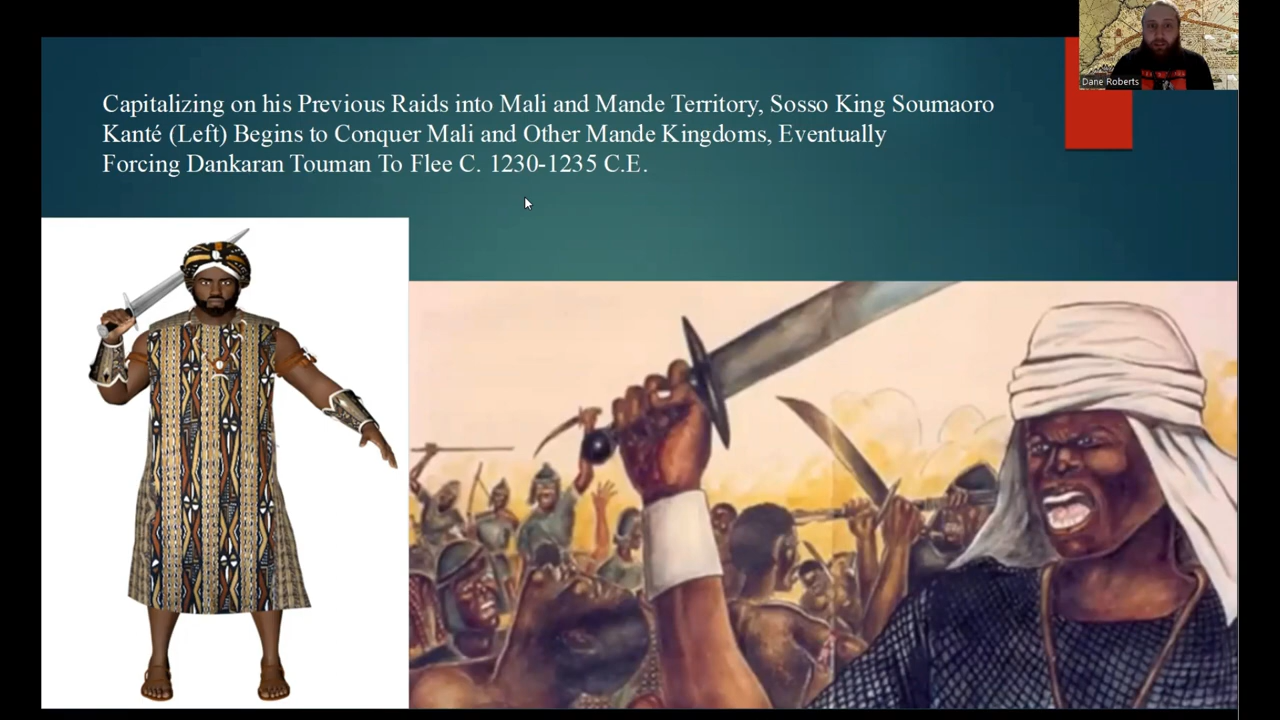 Dane Roberts
Capitalizing on his Previous Raids into Mali and Mande Territory, Sosso King Soumaoro
Kanté (Left) Begins to Conquer Mali and Other Mande Kingdoms, Eventually
Forcing Dankaran Touman To Flee C. 1230-1235 C.E.